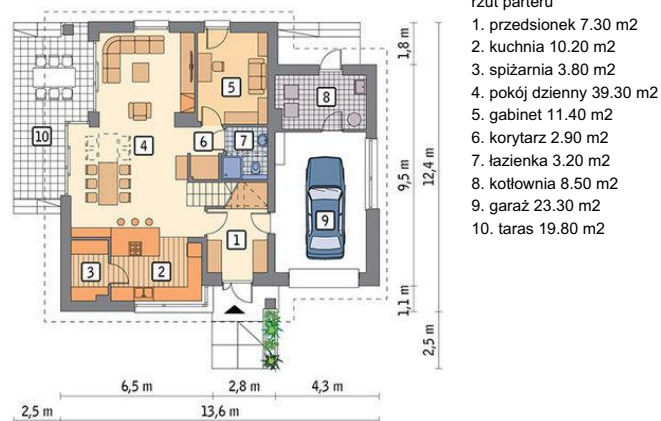 rzut parteru
1. przedsionek 7.30 m2
2. kuchnia 10.20 m2
3. spiżarnia 3.80 m2
4. pokój dzienny 39.30 m2
5. gabinet 11.40 m2
6. korytarz 2.90 m2
7. łazienka 3.20 m2
8. kotłownia 8.50 m2
9. garaż 23.30 m2
10. taras 19.80 m2
5
8
10
4
6
7
9
1
3
2
1,8 m
9,5 m
12,4 m
1,1 m
2,5 m
6,5 m
2,8 m
4,3 m
2,5 m
13,6 m